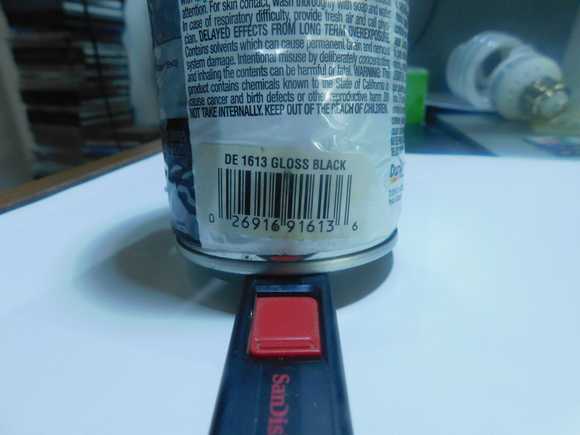 attention. For skin contact, wash thoroughly with soap and water.
In case of respiratory difficulty, provide fresh air and call
cian. DELAYED EFFECTS FROM LONG TERM OVEREXPOSURE
Contains solvents which can cause permanent brain and nervous
system damage. Intentional misuse by deliberately concentrating
and inhaling the contents can be harmful or fatal. WARNING: This
product contains chemicals known to the State of California
cause cancer and birth defects or other reproductive harm. DO
NOT TAKE INTERNALLY. KEEP OUT OF THE REACH OF CHILDREN.
DE 1613 GLOSS BLACK
0 26916 91613 6
SanDis